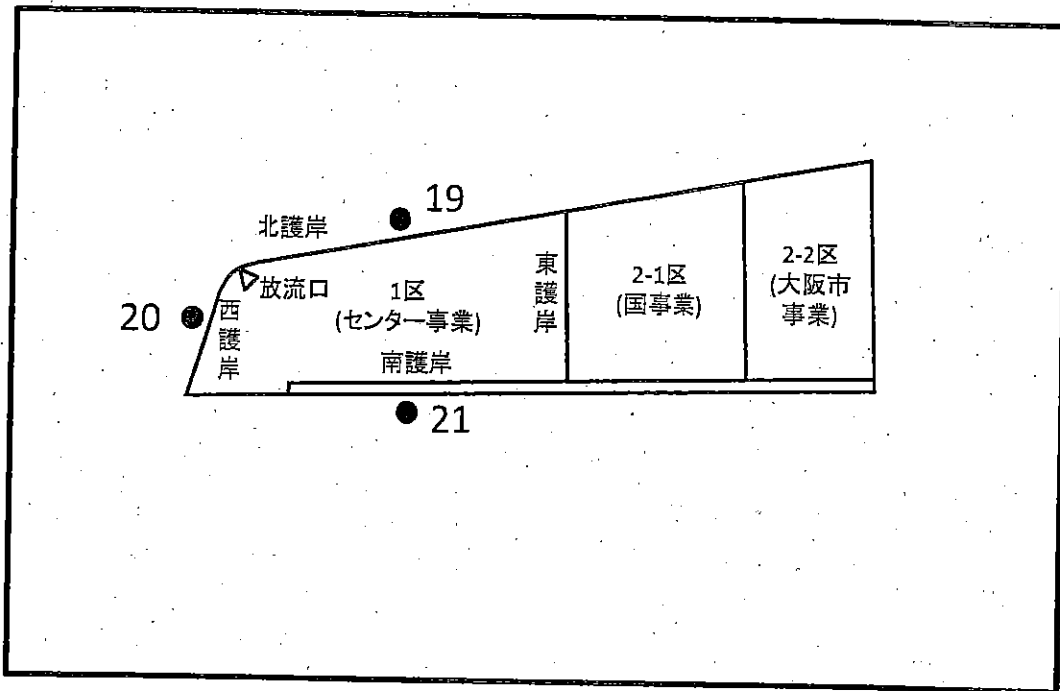 19
北護岸
放流口
20
西護岸
1区
(センター事業)
南護岸
東護岸
2-1区
(国事業)
2-2区
(大阪市
事業)
21